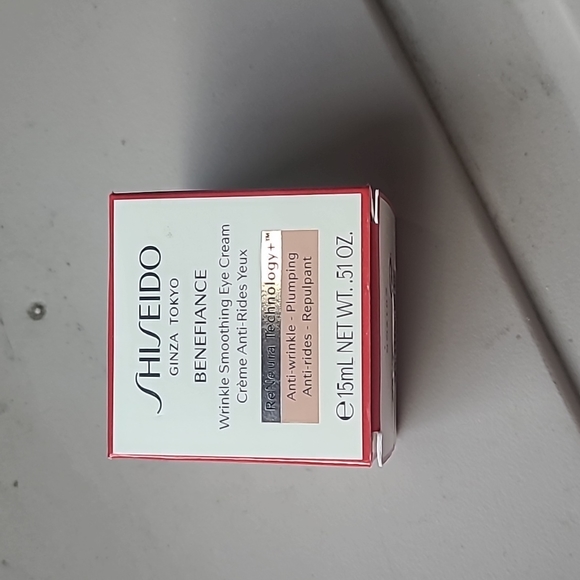 SHISEIDO
GINZA TOKYO
BENEFIANCE
Wrinkle Smoothing Eye Cream
Crème Anti-Rides Yeux
ReNeura Technology+™
Anti-wrinkle - Plumping
Anti-rides - Repulpant
℮15mL NET WT. .51 OZ.